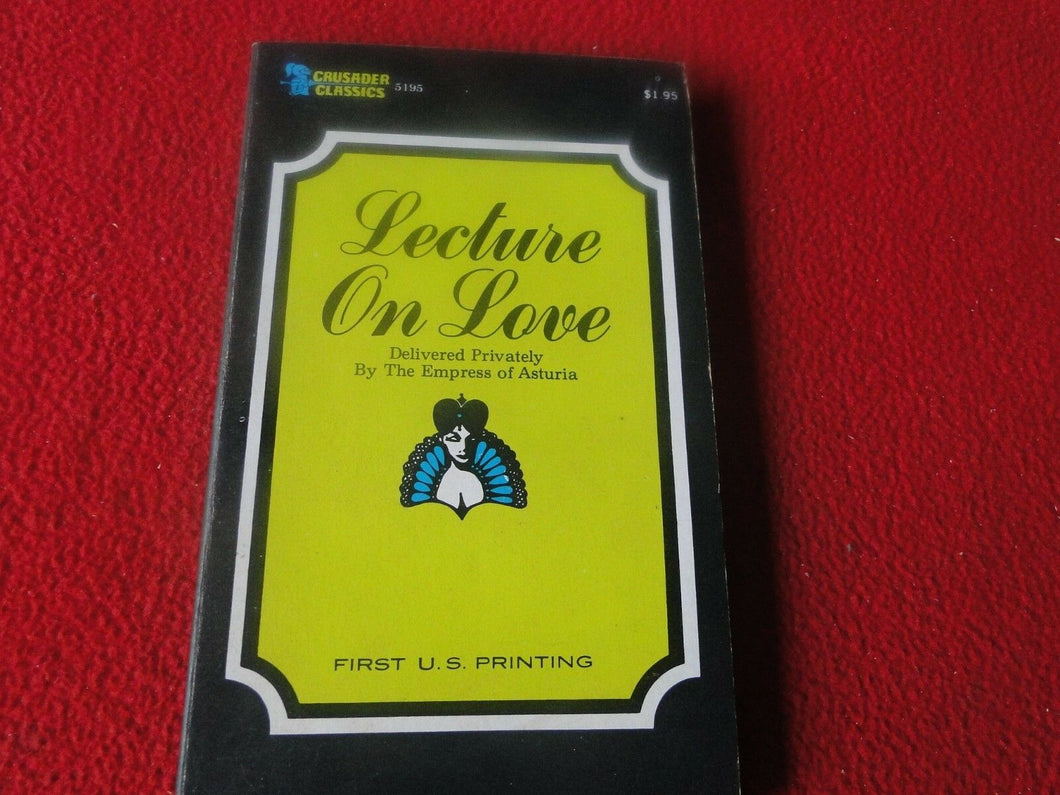 CRUSADER
CLASSICS 5195
$1.95
Lecture
On Love
Delivered Privately
By The Empress of Asturia
FIRST U.S. PRINTING